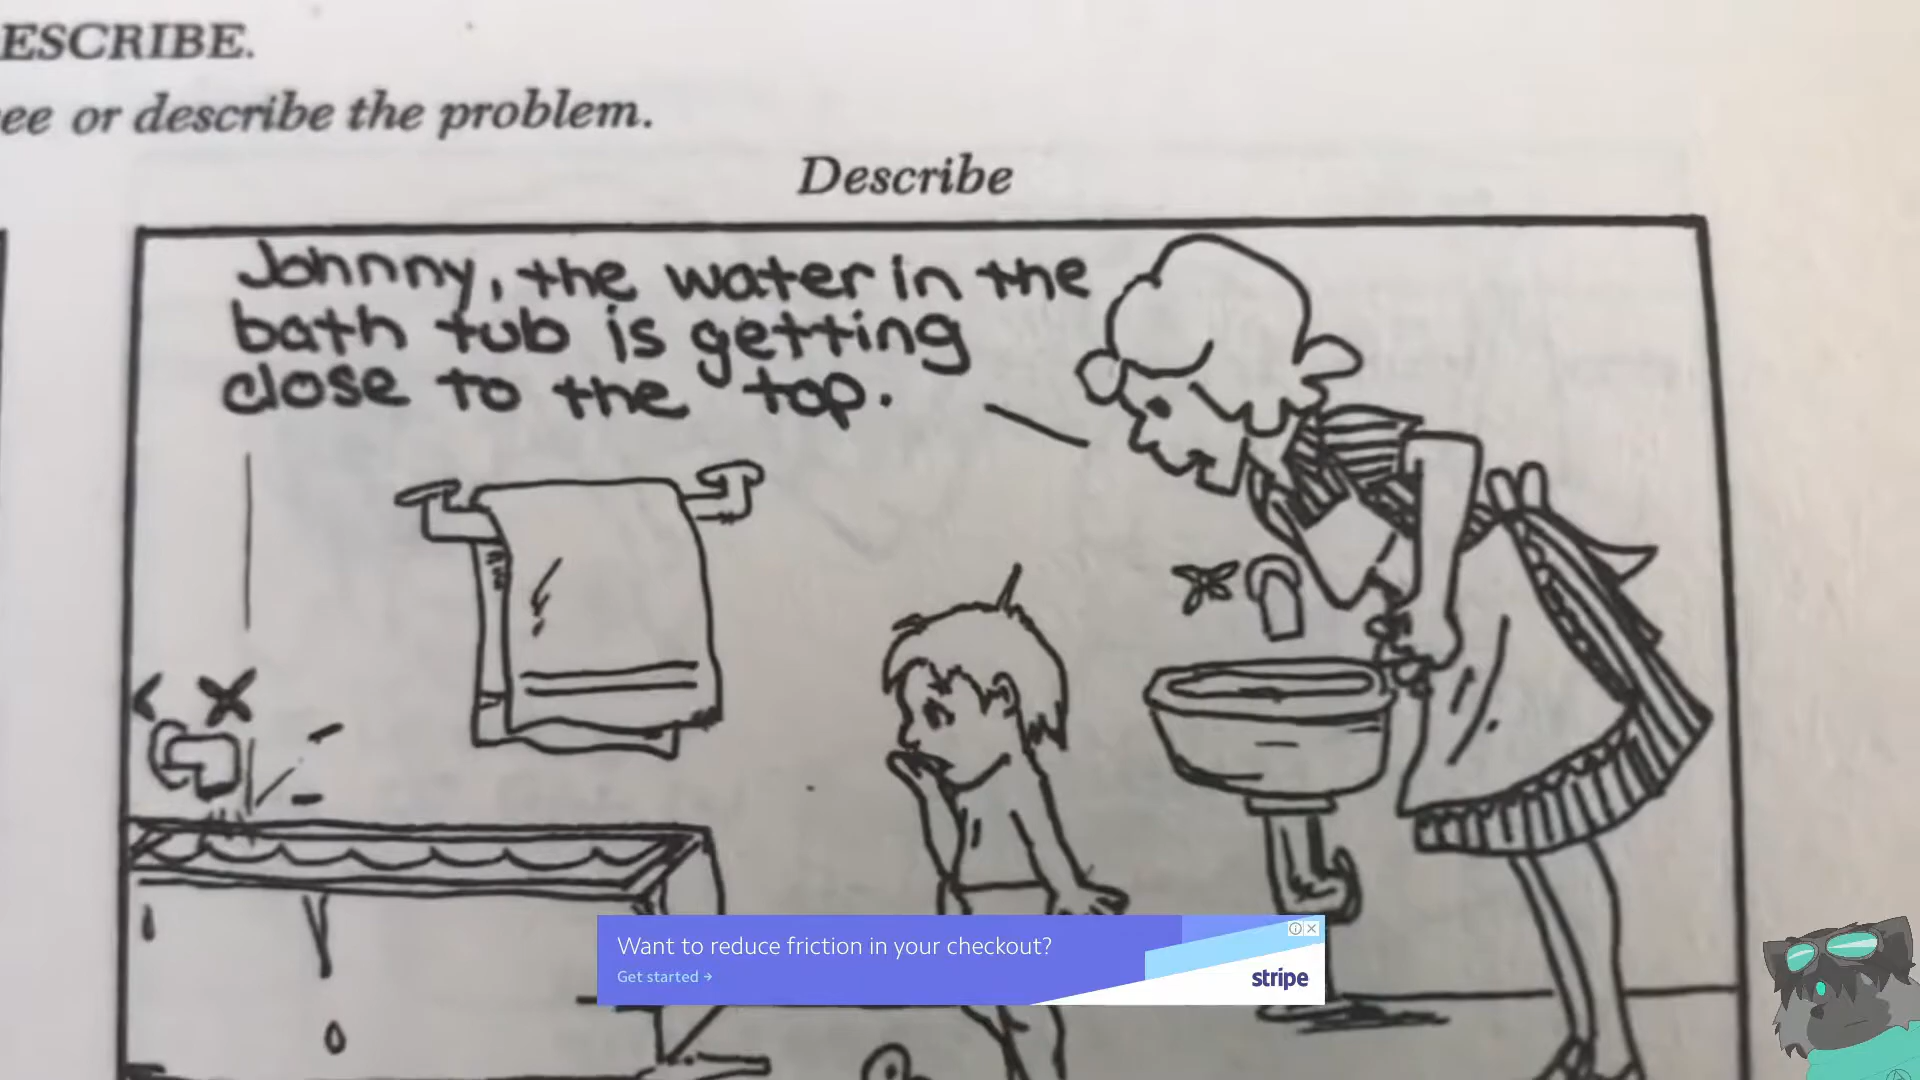 ESCRIBE.
ee or describe the problem.
Describe
Johnny, the water in the
bath tub is getting
close to the top.
Want to reduce friction in your checkout?
Get started →
stripe